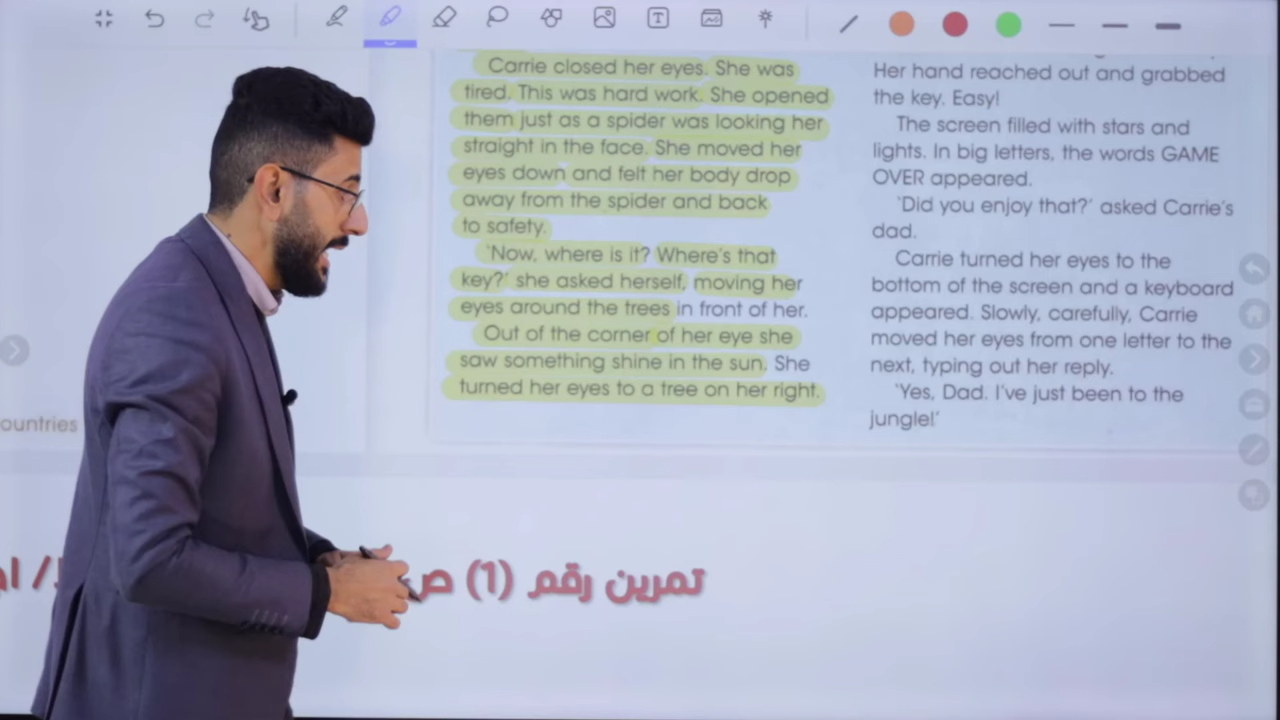 Carrie closed her eyes. She was
tired. This was hard work. She opened
them just as a spider was looking her
straight in the face. She moved her
eyes down and felt her body drop
away from the spider and back
to safety.
'Now, where is it? Where's that
key?' she asked herself, moving her
eyes around the trees in front of her.
Out of the corner of her eye she
saw something shine in the sun. She
turned her eyes to a tree on her right.
Her hand reached out and grabbed
the key. Easy!
The screen filled with stars and
lights. In big letters, the words GAME
OVER appeared.
'Did you enjoy that?' asked Carrie's
dad.
Carrie turned her eyes to the
bottom of the screen and a keyboard
appeared. Slowly, carefully, Carrie
moved her eyes from one letter to the
next, typing out her reply.
'Yes, Dad. I've just been to the
jungle!'
ountries
تمرين رقم (1) ص